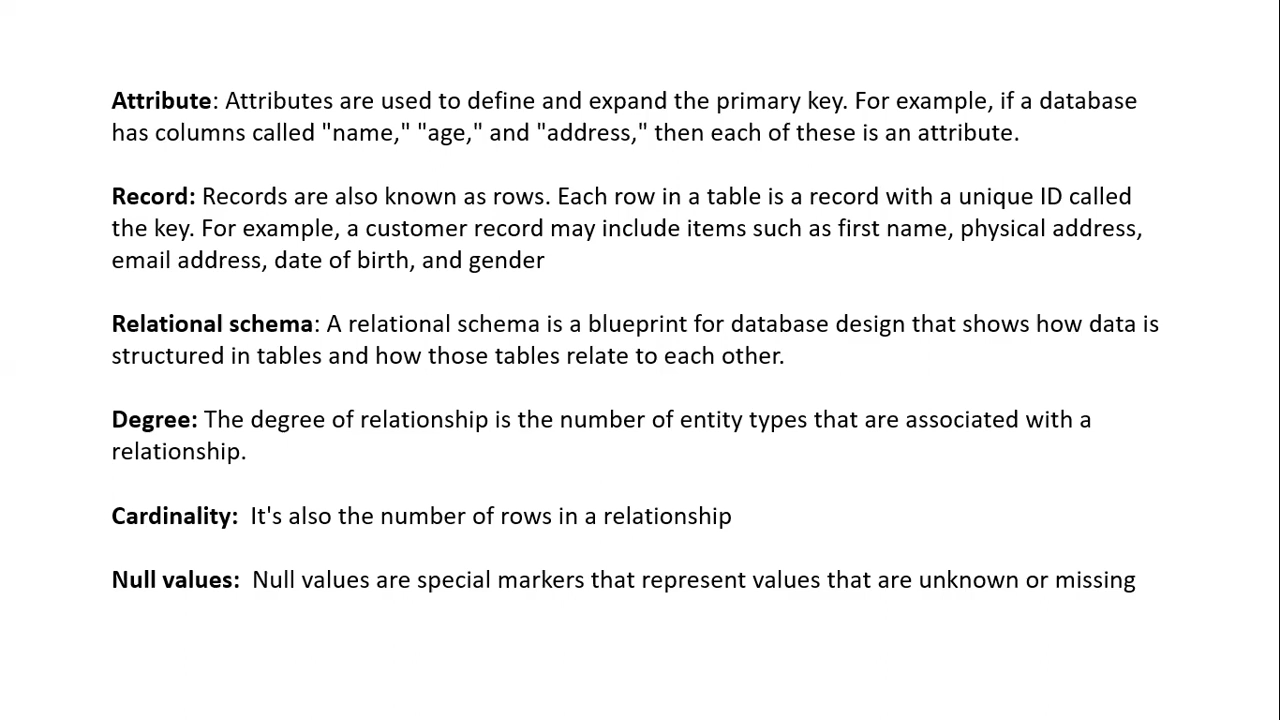 Attribute: Attributes are used to define and expand the primary key. For example, if a database
has columns called "name," "age," and "address," then each of these is an attribute.
Record: Records are also known as rows. Each row in a table is a record with a unique ID called
the key. For example, a customer record may include items such as first name, physical address,
email address, date of birth, and gender
Relational schema: A relational schema is a blueprint for database design that shows how data is
structured in tables and how those tables relate to each other.
Degree: The degree of relationship is the number of entity types that are associated with a
relationship.
Cardinality:  It's also the number of rows in a relationship
Null values:  Null values are special markers that represent values that are unknown or missing